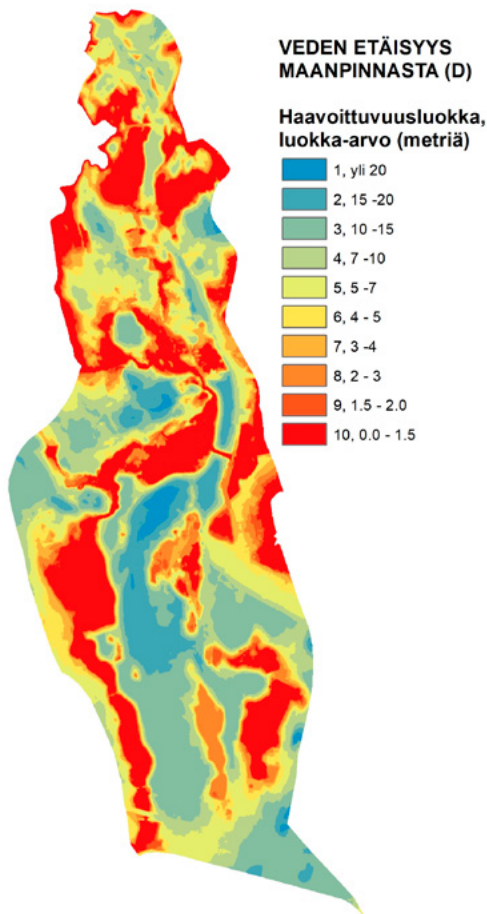 VEDEN ETÄISYYS
MAANPINNASTA (D)
Haavoittuvuusluokka,
luokka-arvo (metriä)
1, yli 20
2, 15 -20
3, 10 -15
4, 7 -10
5, 5 -7
6, 4 - 5
7, 3 -4
8, 2 - 3
9, 1.5 - 2.0
10, 0.0 - 1.5